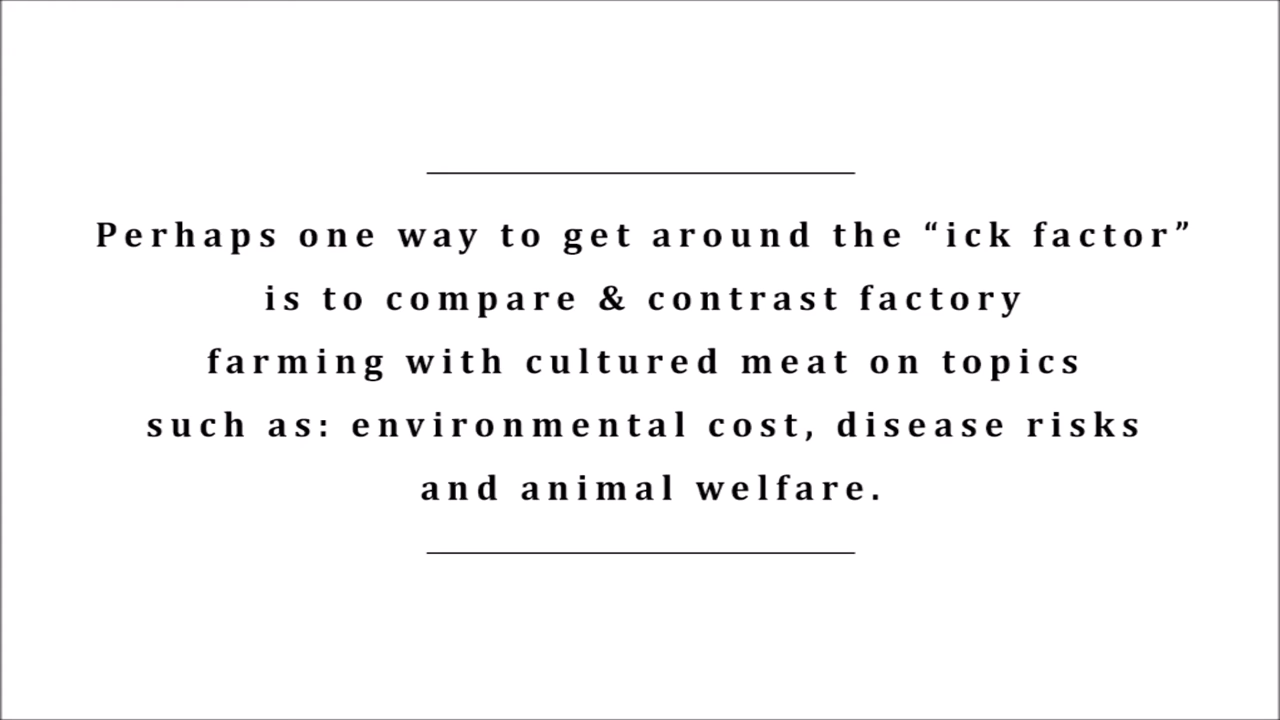 Perhaps one way to get around the “ick factor”
is to compare & contrast factory
farming with cultured meat on topics
such as: environmental cost, disease risks
and animal welfare.